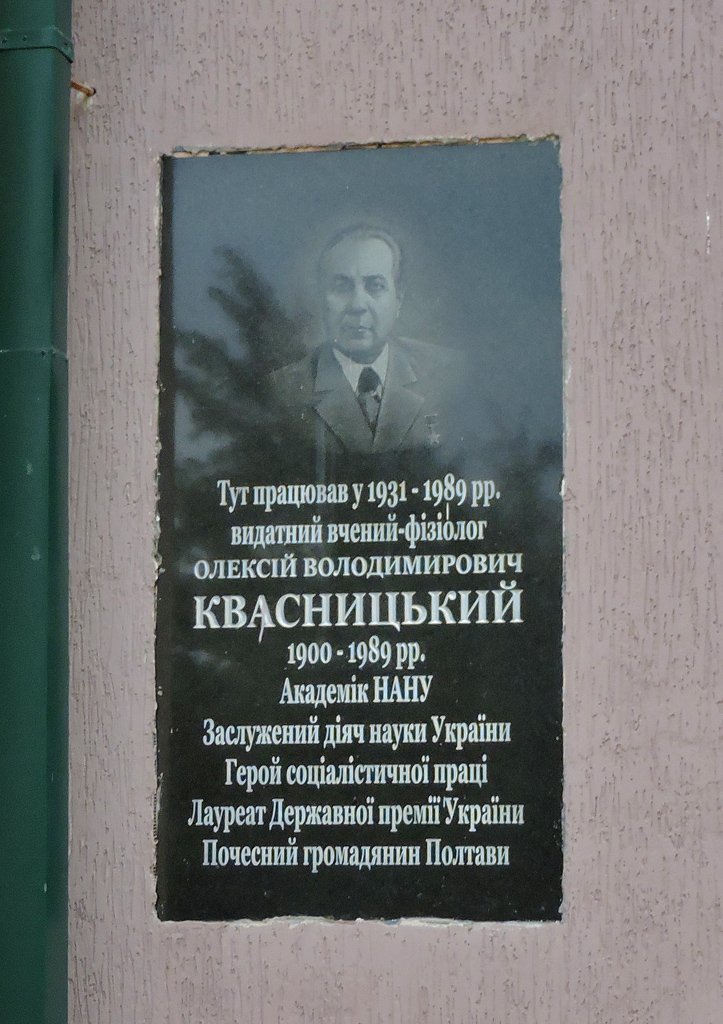 Тут працював у 1931 - 1989 рр.
видатний вчений-фізіолог
ОЛЕКСІЙ ВОЛОДИМИРОВИЧ
КВАСНИЦЬКИЙ
1900 - 1989 рр.
Академік НАНУ
Заслужений діяч науки України
Герой соціалістичної праці
Лауреат Державної премії України
Почесний громадянин Полтави